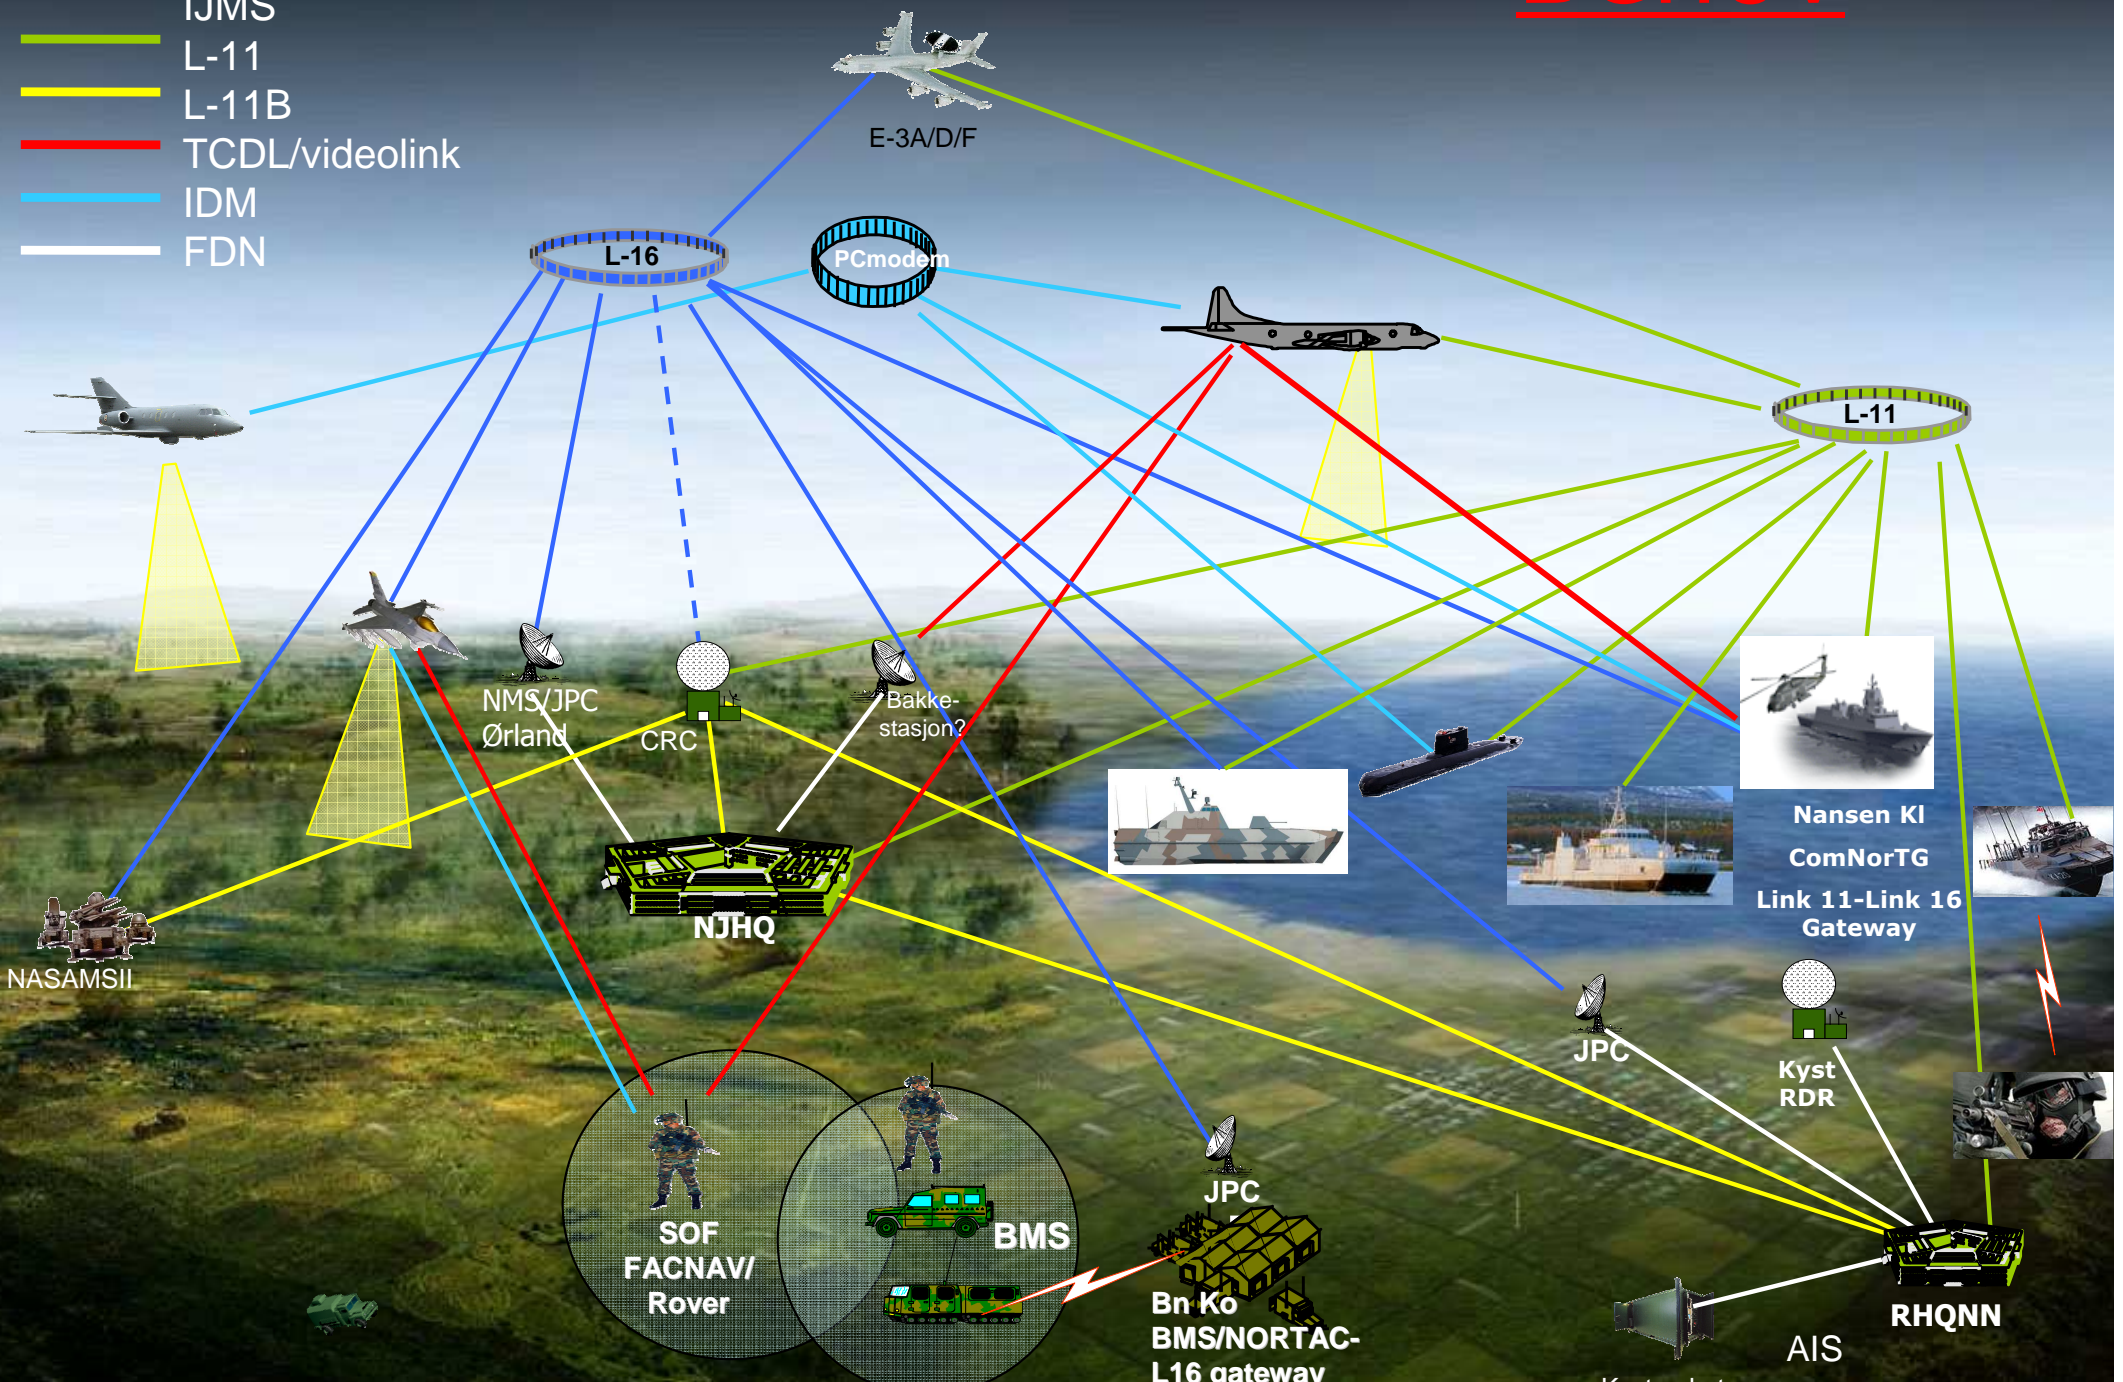 IJMS
L-11
L-11B
TCDL/videolink
IDM
FDN
E-3A/D/F
L-16
PCmodem
L-11
NMS/JPC
Ørland
CRC
Bakke-
stasjon?
NJHQ
NASAMSII
Nansen Kl
ComNorTG
Link 11-Link 16
Gateway
JPC
Kyst
RDR
SOF
FACNAV/
Rover
BMS
JPC
Bn Ko
BMS/NORTAC-
L16 gateway
RHQNN
AIS